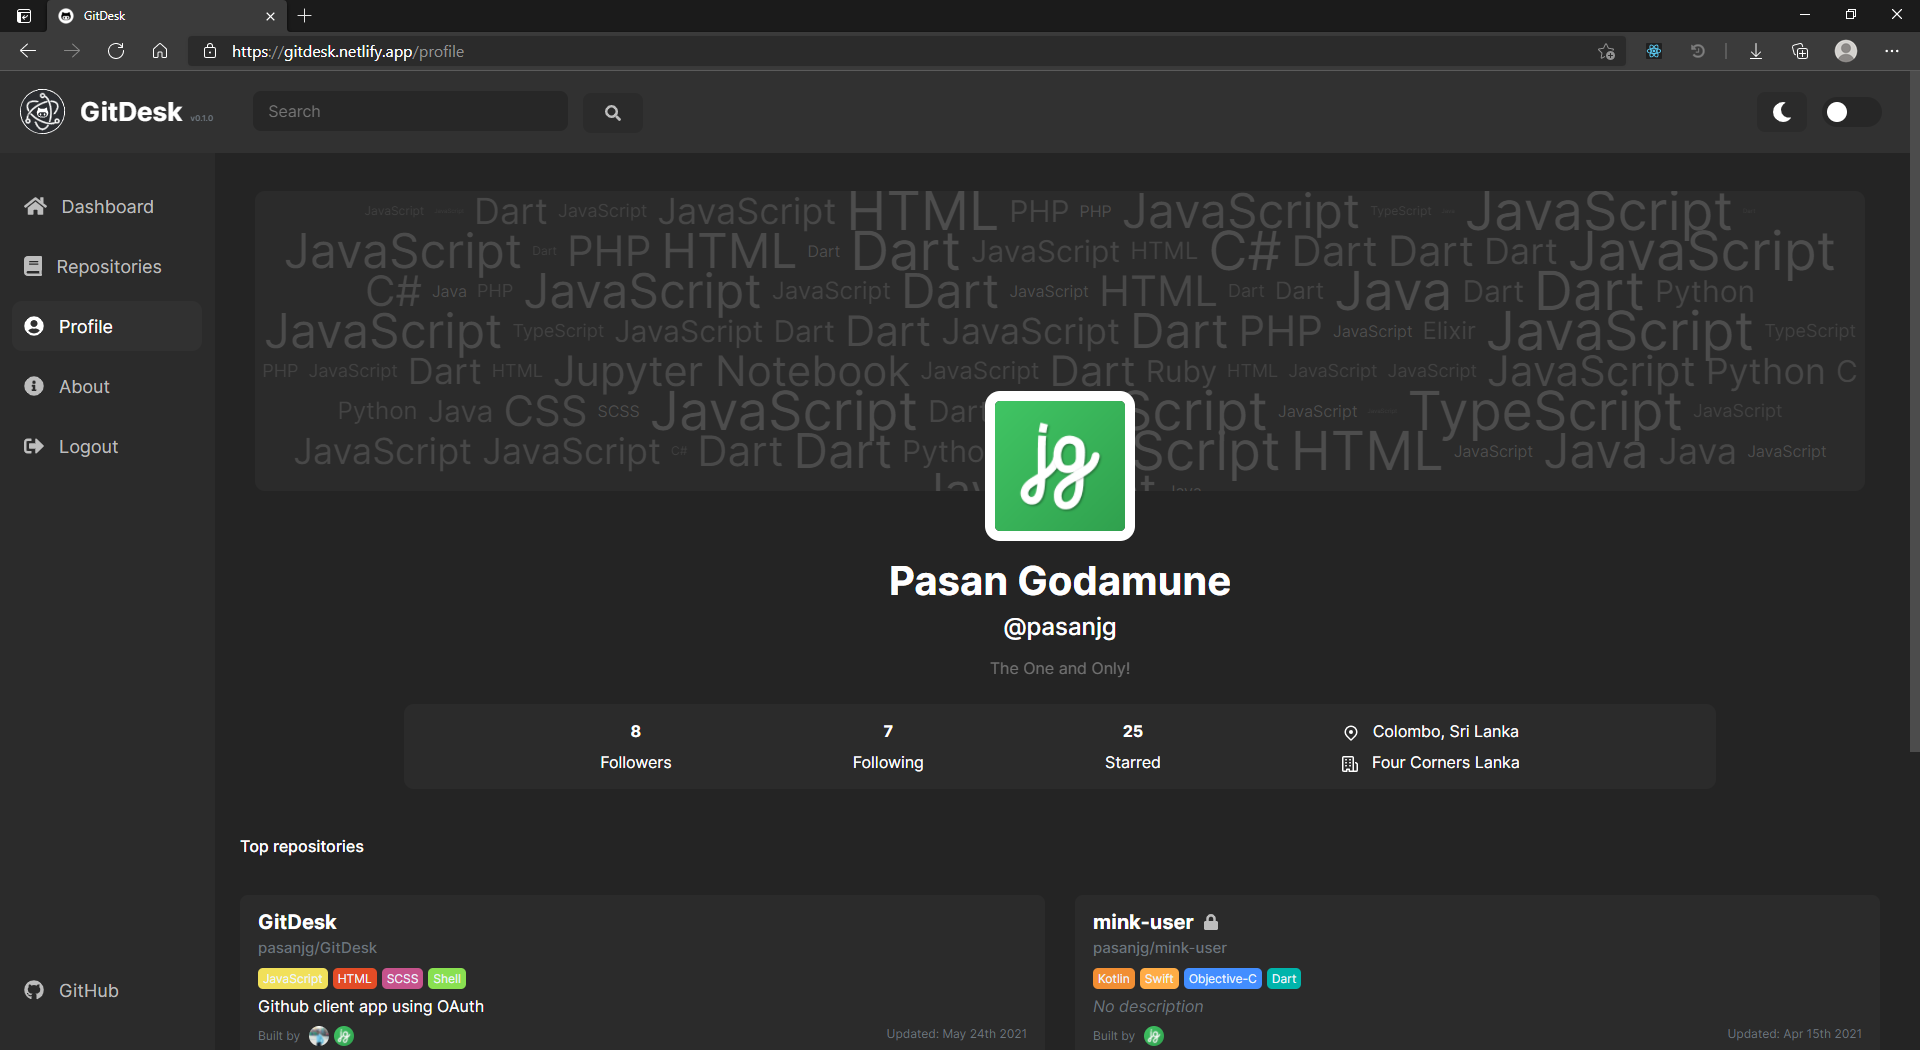 GitDesk
https://gitdesk.netlify.app/profile
GitDesk v0.1.0
Search
Dashboard
Repositories
Profile
About
Logout
GitHub
JavaScript Dart JavaScript JavaScript HTML PHP PHP JavaScript TypeScript JavaScript
JavaScript Dart PHP HTML Dart Dart JavaScript HTML C# Dart Dart Dart JavaScript
C# Java PHP JavaScript JavaScript Dart JavaScript HTML Dart Dart Java Dart Dart Python
JavaScript TypeScript JavaScript Dart Dart JavaScript Dart PHP JavaScript Elixir JavaScript TypeScript
PHP JavaScript Dart HTML Jupyter Notebook JavaScript Dart Ruby HTML JavaScript JavaScript JavaScript Python C
Python Java CSS SCSS JavaScript Dart Script JavaScript TypeScript JavaScript
JavaScript JavaScript C# Dart Dart Pytho Script HTML JavaScript Java Java JavaScript
Java
jg
Pasan Godamune
@pasanjg
The One and Only!
8 7 25 Colombo, Sri Lanka
Followers Following Starred Four Corners Lanka
Top repositories
GitDesk
pasanjg/GitDesk
JavaScript HTML SCSS Shell
Github client app using OAuth
Built by Updated: May 24th 2021
mink-user
pasanjg/mink-user
Kotlin Swift Objective-C Dart
No description
Built by jg Updated: Apr 15th 2021